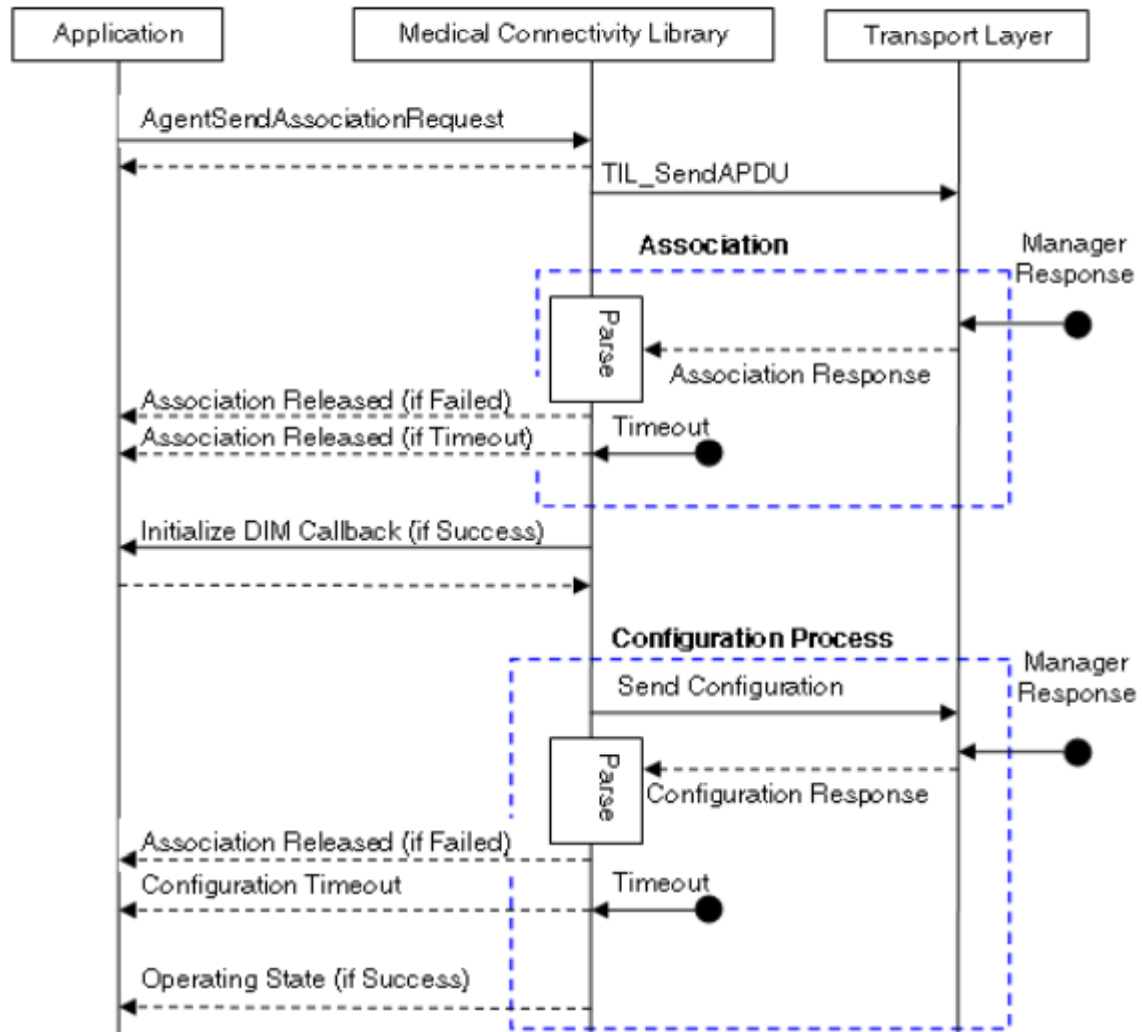 Application
Medical Connectivity Library
Transport Layer
AgentSendAssociationRequest
TIL_SendAPDU
Association
Manager
Response
Parse
Association Response
Association Released (if Failed)
Timeout
Association Released (if Timeout)
Initialize DIM Callback (if Success)
Configuration Process
Manager
Response
Send Configuration
Parse
Configuration Response
Association Released (if Failed)
Configuration Timeout
Timeout
Operating State (if Success)